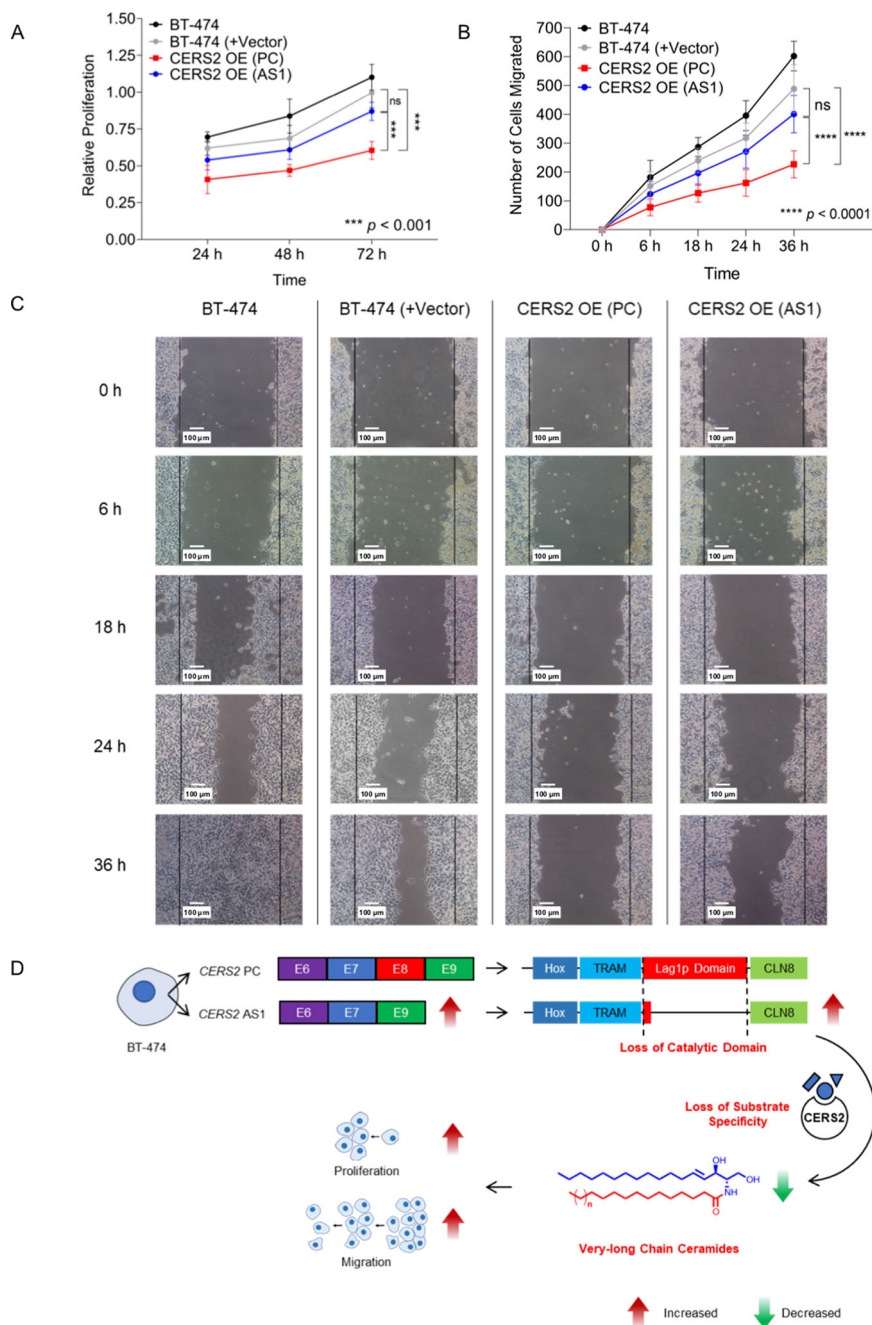 A
BT-474
BT-474 (+Vector)
CERS2 OE (PC)
CERS2 OE (AS1)
Relative Proliferation
1.50
1.25
1.00
0.75
0.50
0.25
0.00
ns
***
***
*** p < 0.001
24 h 48 h 72 h
Time
B
BT-474
BT-474 (+Vector)
CERS2 OE (PC)
CERS2 OE (AS1)
Number of Cells Migrated
700
600
500
400
300
200
100
0
ns
****
****
**** p < 0.0001
0 h 6 h 18 h 24 h 36 h
Time
C
BT-474 BT-474 (+Vector) CERS2 OE (PC) CERS2 OE (AS1)
0 h
100 µm 100 µm 100 µm 100 µm
6 h
100 µm 100 µm 100 µm 100 µm
18 h
100 µm 100 µm 100 µm 100 µm
24 h
100 µm 100 µm 100 µm 100 µm
36 h
100 µm 100 µm 100 µm 100 µm
D
CERS2 PC E6 E7 E8 E9 Hox TRAM Lag1p Domain CLN8
CERS2 AS1 E6 E7 E9 Hox TRAM CLN8
BT-474
Loss of Catalytic Domain
Loss of Substrate
Specificity
CERS2
Proliferation
OH
OH
NH
n
O
Migration
Very-long Chain Ceramides
Increased Decreased